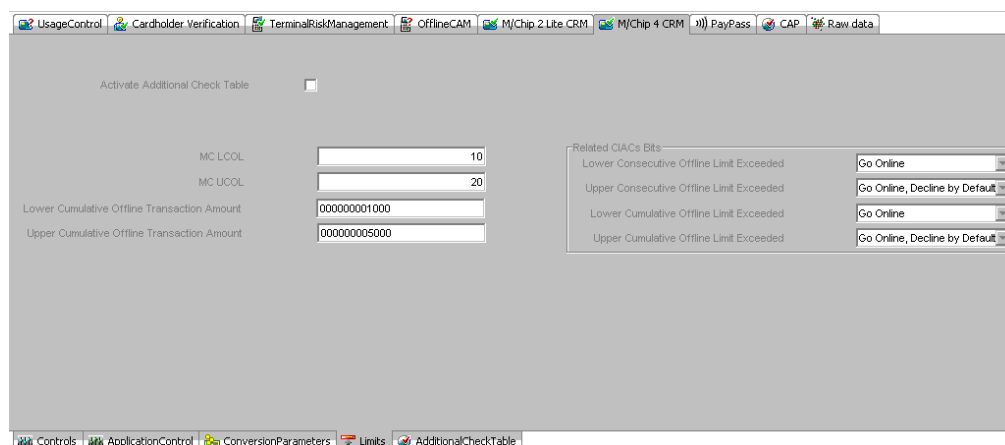 UsageControl Cardholder Verification TerminalRiskManagement OfflineCAM M/Chip 2 Lite CRM M/Chip 4 CRM PayPass CAP Raw data
Activate Additional Check Table
MC LCOL 10
MC UCOL 20
Lower Cumulative Offline Transaction Amount 000000001000
Upper Cumulative Offline Transaction Amount 000000005000
Related CIACs Bits
Lower Consecutive Offline Limit Exceeded Go Online
Upper Consecutive Offline Limit Exceeded Go Online, Decline by Default
Lower Cumulative Offline Limit Exceeded Go Online
Upper Cumulative Offline Limit Exceeded Go Online, Decline by Default
Controls ApplicationControl ConversionParameters Limits AdditionalCheckTable